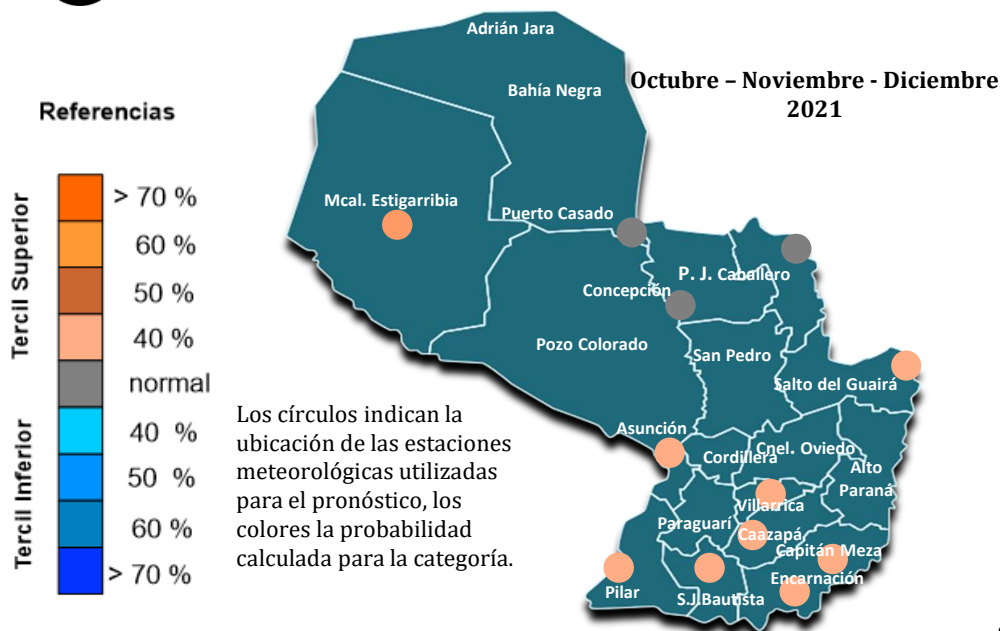 Adrián Jara
Octubre – Noviembre - Diciembre
2021
Bahía Negra
Referencias
Tercil Superior
> 70 %
60 %
50 %
40 %
normal
Tercil Inferior
40 %
50 %
60 %
> 70 %
Mcal. Estigarribia
Puerto Casado
P. J. Caballero
Concepción
Pozo Colorado
San Pedro
Salto del Guairá
Los círculos indican la
ubicación de las estaciones
meteorológicas utilizadas
para el pronóstico, los
colores la probabilidad
calculada para la categoría.
Asunción
Cordillera
Cnel. Oviedo
Alto
Paraná
Villarrica
Paraguarí
Caazapá
Capitán Meza
Encarnación
Pilar
S.J.Bautista